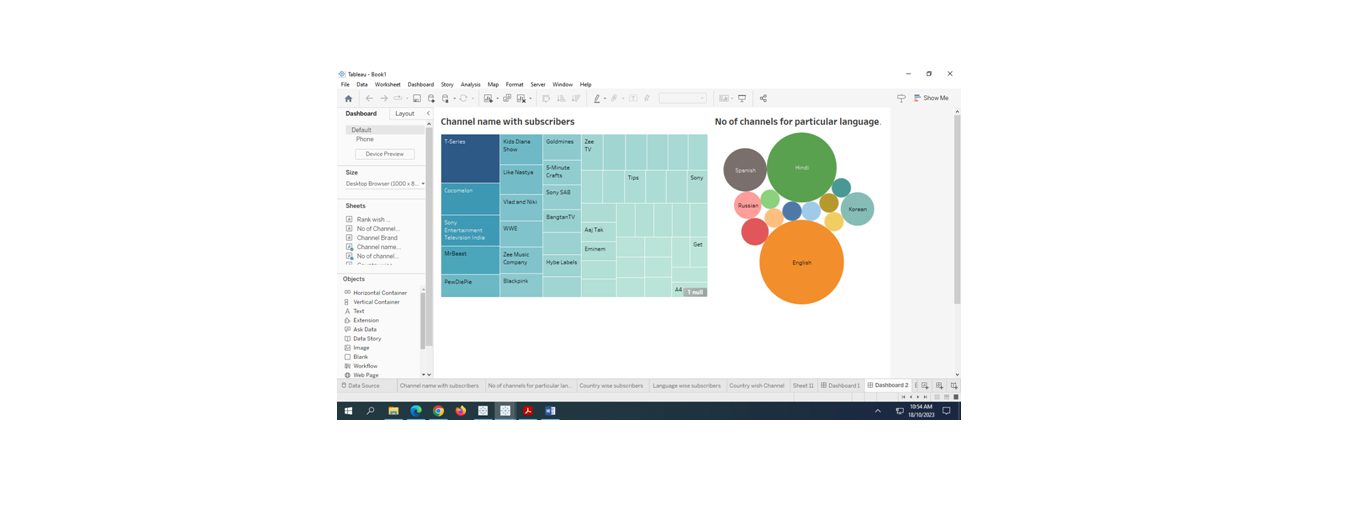 Tableau - Book1
File Data Worksheet Dashboard Story Analysis Map Format Server Window Help
Show Me
Dashboard Layout
Default
Phone
Device Preview
Size
Desktop Browser (1000 x 8...
Sheets
Rank wish ...
No of Channel...
Channel Brand
Channel name...
No of channel...
Objects
Horizontal Container
Vertical Container
Text
Extension
Ask Data
Data Story
Image
Blank
Workflow
Web Page
Channel name with subscribers
T-Series
Cocomelon
Sony
Entertainment
Television India
MrBeast
PewDiePie
Kids Diana
Show
Like Nastya
Vlad and Niki
WWE
Zee Music
Company
Blackpink
Goldmines
5-Minute
Crafts
Sony SAB
BangtanTV
Hybe Labels
Zee
TV
Aaj Tak
Eminem
Tips
Sony
Get
A4
1 null
No of channels for particular language.
Spanish
Hindi
Russian
Korean
English
Data Source
Channel name with subscribers
No of channels for particular lan...
Country wise subscribers
Language wise subscribers
Country wish Channel
Sheet 11
Dashboard 1
Dashboard 2
10:54 AM
18/10/2023